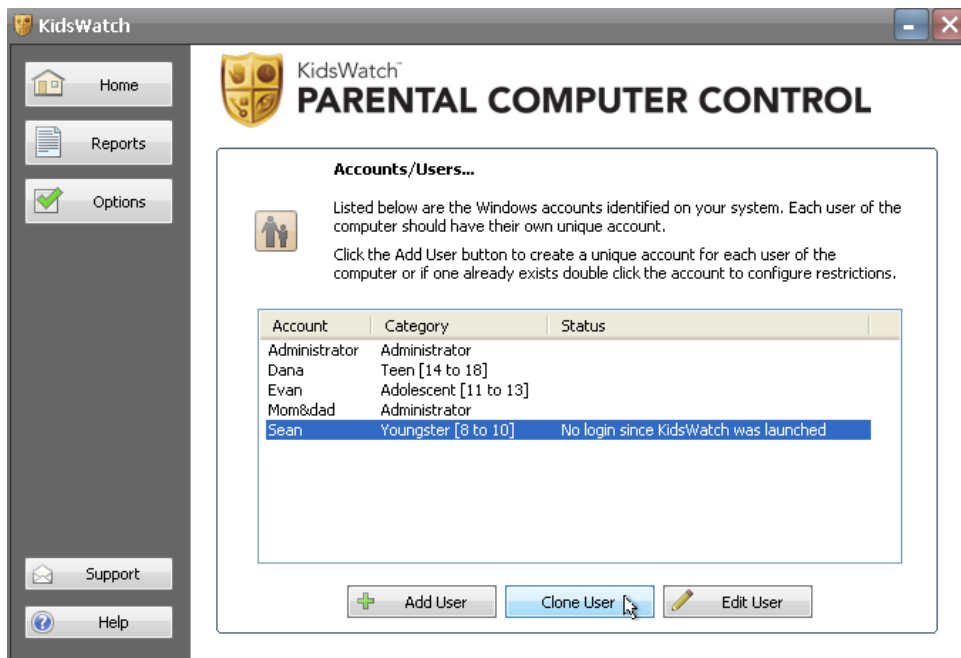 KidsWatch
Home
Reports
Options
Support
Help
KidsWatch™
PARENTAL COMPUTER CONTROL
Accounts/Users...
Listed below are the Windows accounts identified on your system. Each user of the
computer should have their own unique account.
Click the Add User button to create a unique account for each user of the
computer or if one already exists double click the account to configure restrictions.
Account Category Status
Administrator Administrator
Dana Teen [14 to 18]
Evan Adolescent [11 to 13]
Mom&dad Administrator
Sean Youngster [8 to 10] No login since KidsWatch was launched
Add User Clone User Edit User